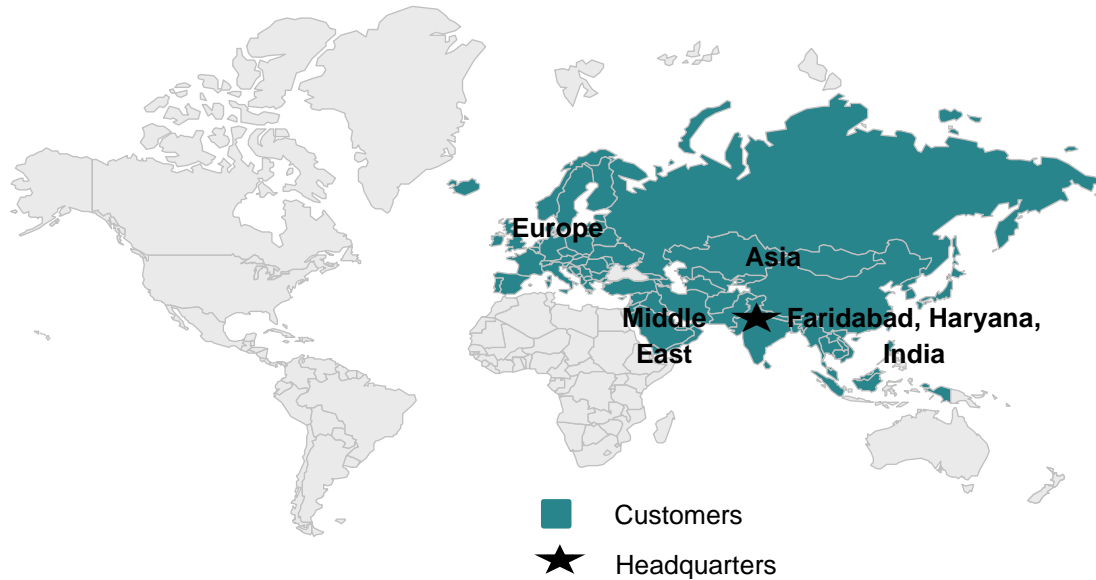 Europe
Asia
Middle
East
Faridabad, Haryana,
India
Customers
Headquarters